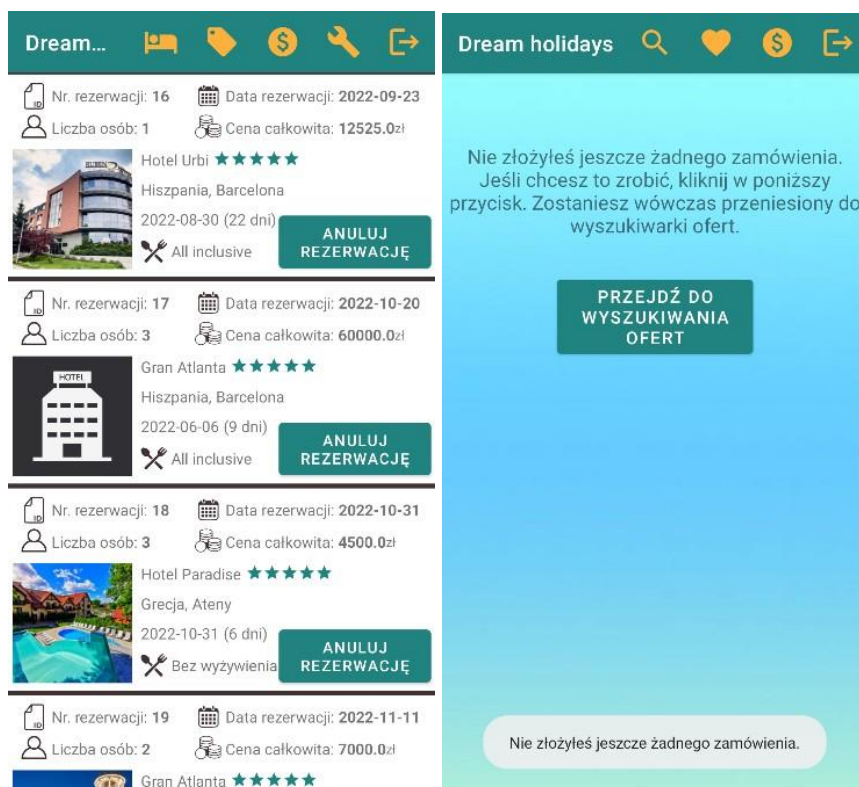 Dream...
Nr. rezerwacji: 16 Data rezerwacji: 2022-09-23
Liczba osób: 1 Cena całkowita: 12525.0zł
Hotel Urbi
Hiszpania, Barcelona
2022-08-30 (22 dni)
All inclusive
ANULUJ
REZERWACJĘ
Nr. rezerwacji: 17 Data rezerwacji: 2022-10-20
Liczba osób: 3 Cena całkowita: 60000.0zł
HOTEL
Gran Atlanta
Hiszpania, Barcelona
2022-06-06 (9 dni)
All inclusive
ANULUJ
REZERWACJĘ
Nr. rezerwacji: 18 Data rezerwacji: 2022-10-31
Liczba osób: 3 Cena całkowita: 4500.0zł
Hotel Paradise
Grecja, Ateny
2022-10-31 (6 dni)
Bez wyżywienia
ANULUJ
REZERWACJĘ
Nr. rezerwacji: 19 Data rezerwacji: 2022-11-11
Liczba osób: 2 Cena całkowita: 7000.0zł
Gran Atlanta
Dream holidays
Nie złożyłeś jeszcze żadnego zamówienia.
Jeśli chcesz to zrobić, kliknij w poniższy
przycisk. Zostaniesz wówczas przeniesiony do
wyszukiwarki ofert.
PRZEJDŹ DO
WYSZUKIWANIA
OFERT
Nie złożyłeś jeszcze żadnego zamówienia.